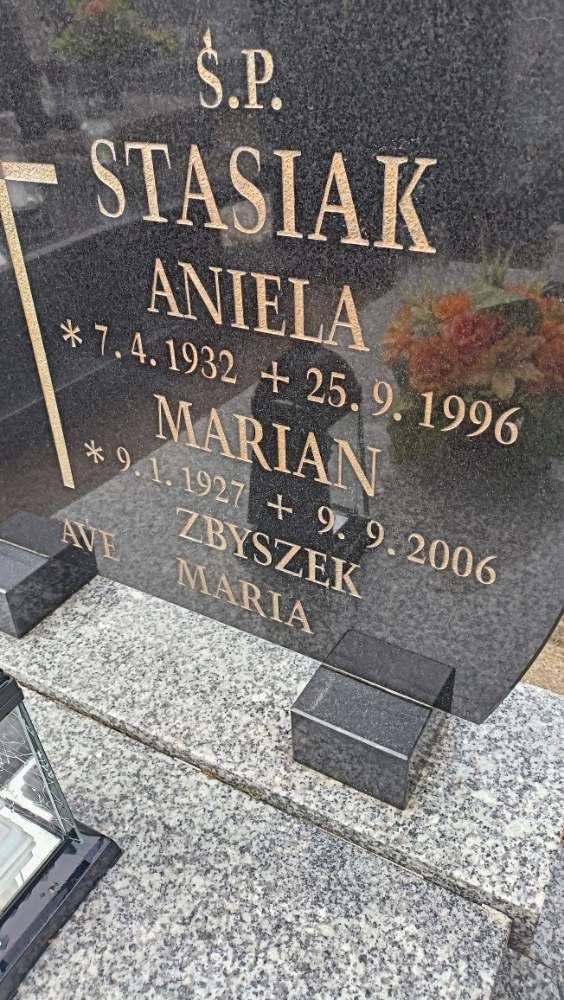 Ś.P.
STASIAK
ANIELA
* 7.4.1932 + 25.9.1996
MARIAN
* 9.1.1927 + 9.9.2006
ZBYSZEK
AVE MARIA